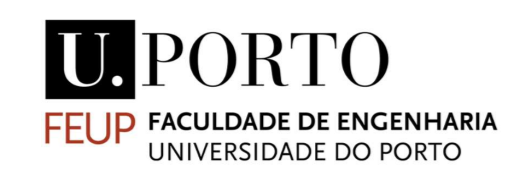 U. PORTO
FEUP FACULDADE DE ENGENHARIA
UNIVERSIDADE DO PORTO